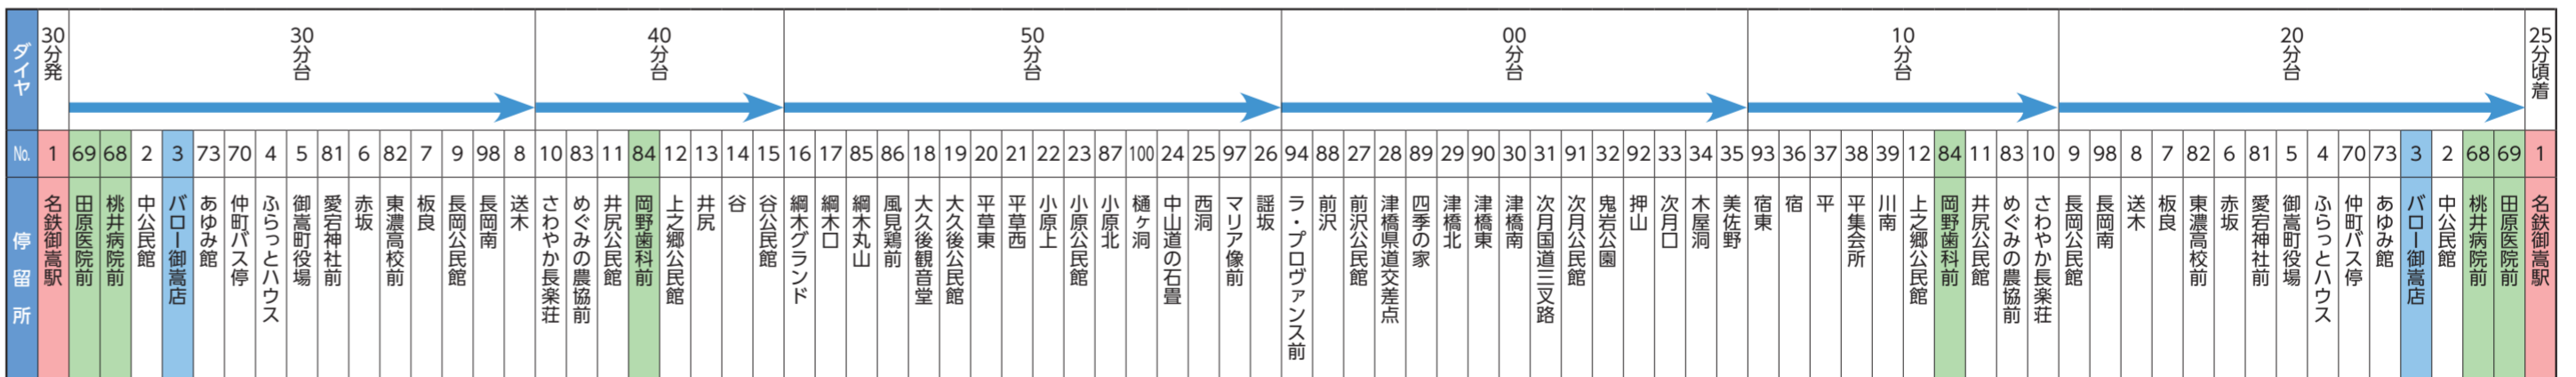 ダイヤ
30分発
30分台
40分台
50分台
00分台
10分台
20分台
25分頃着
No.
1 69 68 2 3 73 70 4 5 81 6 82 7 9 98 8 10 83 11 84 12 13 14 15 16 17 85 86 18 19 20 21 22 23 87 100 24 25 97 26 94 88 27 28 89 29 90 30 31 91 32 92 33 34 35 93 36 37 38 39 12 84 11 83 10 9 98 8 7 82 6 81 5 4 70 73 3 2 68 69 1
停留所
名鉄御嵩駅
田原医院前
桃井病院前
中公民館
バロー御嵩店
あゆみ館
仲町バス停
ふらっとハウス
御嵩町役場
愛宕神社前
赤坂
東濃高校前
板良
長岡公民館
長岡南
送木
さわやか長楽荘
めぐみの農協前
井尻公民館
岡野歯科前
上之郷公民館
井尻
谷
谷公民館
綱木グランド
綱木口
綱木丸山
風見鶏前
大久後観音堂
大久後公民館
平草東
平草西
小原上
小原公民館
小原北
樋ヶ洞
中山道の石畳
西洞
マリア像前
謡坂
ラ・プロヴァンス前
前沢
前沢公民館
津橋県道交差点
四季の家
津橋北
津橋東
津橋南
次月国道三叉路
次月公民館
鬼岩公園
押山
次月口
木屋洞
美佐野
宿東
宿
平
平集会所
川南
上之郷公民館
岡野歯科前
井尻公民館
めぐみの農協前
さわやか長楽荘
長岡公民館
長岡南
送木
板良
東濃高校前
赤坂
愛宕神社前
御嵩町役場
ふらっとハウス
仲町バス停
あゆみ館
バロー御嵩店
中公民館
桃井病院前
田原医院前
名鉄御嵩駅